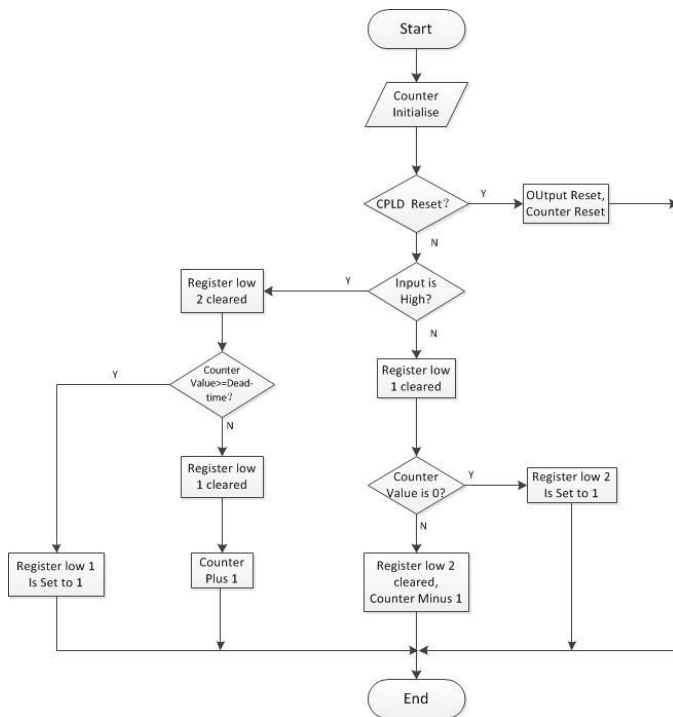 Start
Counter
Initialise
CPLD Reset?
Y
OUtput Reset,
Counter Reset
N
Input is
High?
Y
Register low
2 cleared
N
Counter
Value>=Dead-
time?
Y
Register low
1 cleared
N
Register low
1 cleared
Counter
Value is 0?
Y
Register low 2
Is Set to 1
N
Register low 1
Is Set to 1
Counter
Plus 1
Register low 2
cleared,
Counter Minus 1
End